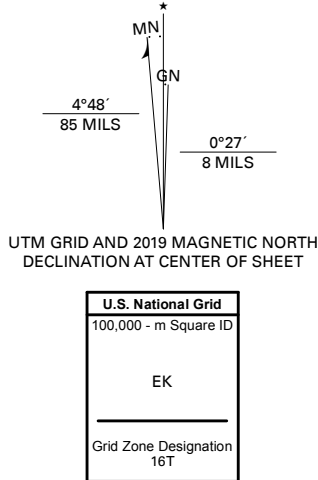 MN
GN
4°48´
85 MILS
0°27´
8 MILS
UTM GRID AND 2019 MAGNETIC NORTH
DECLINATION AT CENTER OF SHEET
U.S. National Grid
100,000 - m Square ID
EK
Grid Zone Designation
16T